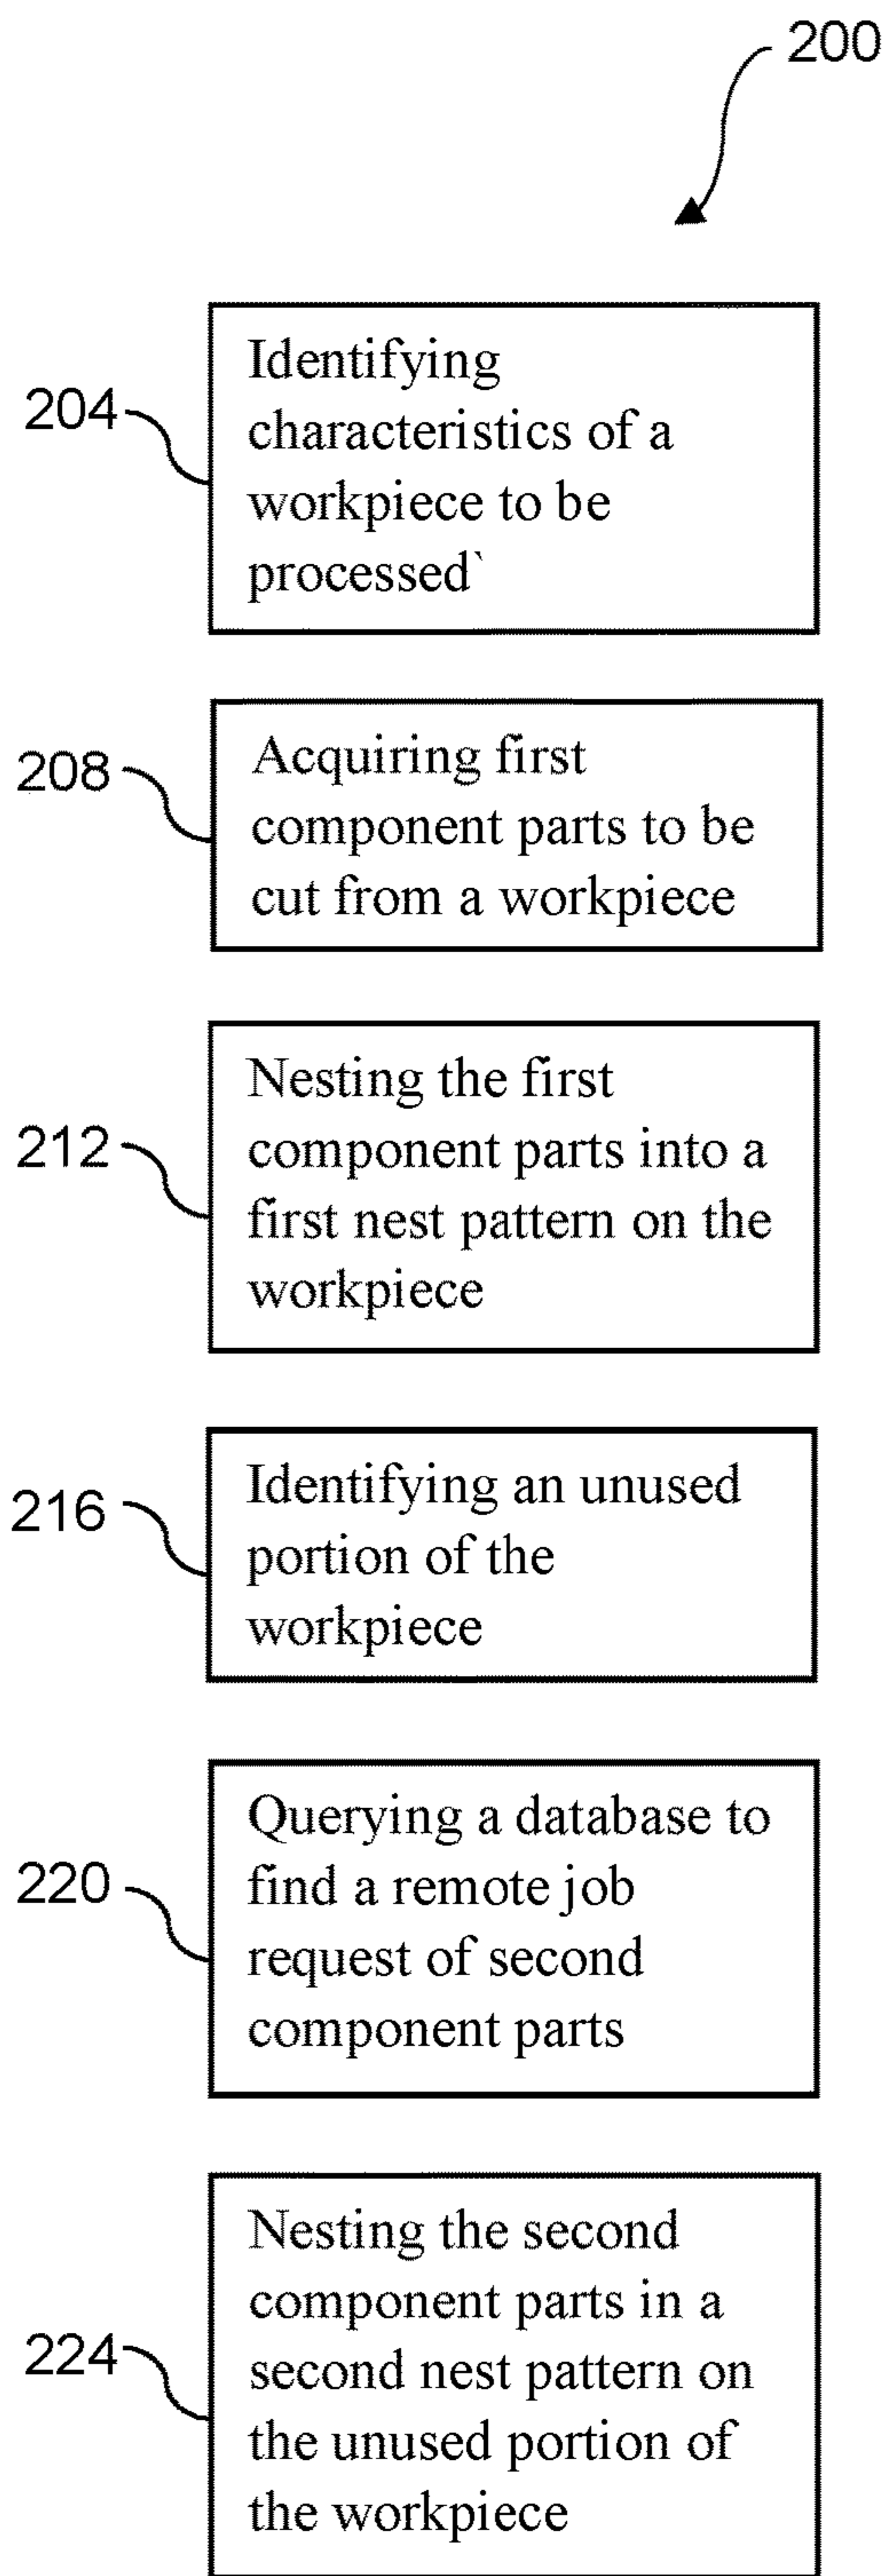 200
204
Identifying
characteristics of a
workpiece to be
processed`
208
Acquiring first
component parts to be
cut from a workpiece
212
Nesting the first
component parts into a
first nest pattern on the
workpiece
216
Identifying an unused
portion of the
workpiece
220
Querying a database to
find a remote job
request of second
component parts
224
Nesting the second
component parts in a
second nest pattern on
the unused portion of
the workpiece